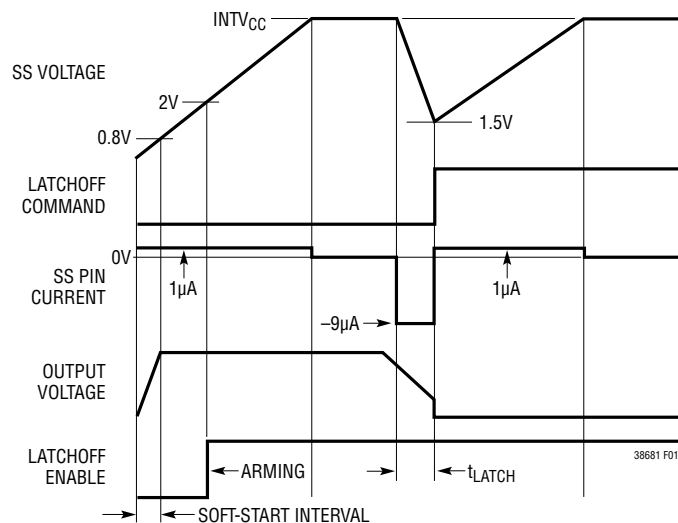 INTVCC
SS VOLTAGE
2V
0.8V
1.5V
LATCHOFF
COMMAND
0V
SS PIN
CURRENT
1µA
1µA
–9µA
OUTPUT
VOLTAGE
LATCHOFF
ENABLE
ARMING
tLATCH
38681 F01
SOFT-START INTERVAL